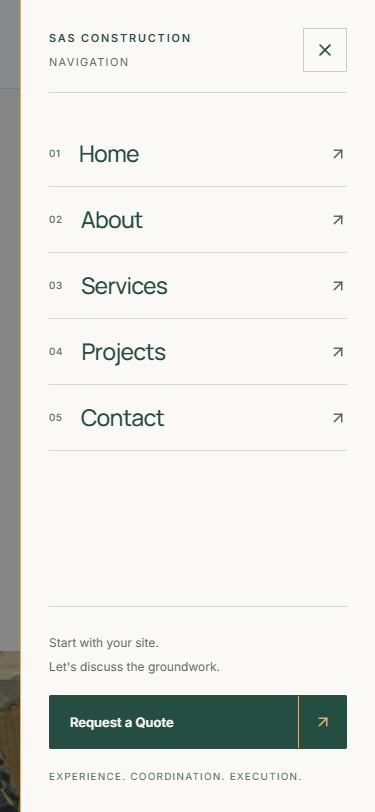 SAS CONSTRUCTION
NAVIGATION
01 Home
02 About
03 Services
04 Projects
05 Contact
Start with your site.
Let's discuss the groundwork.
Request a Quote
EXPERIENCE. COORDINATION. EXECUTION.